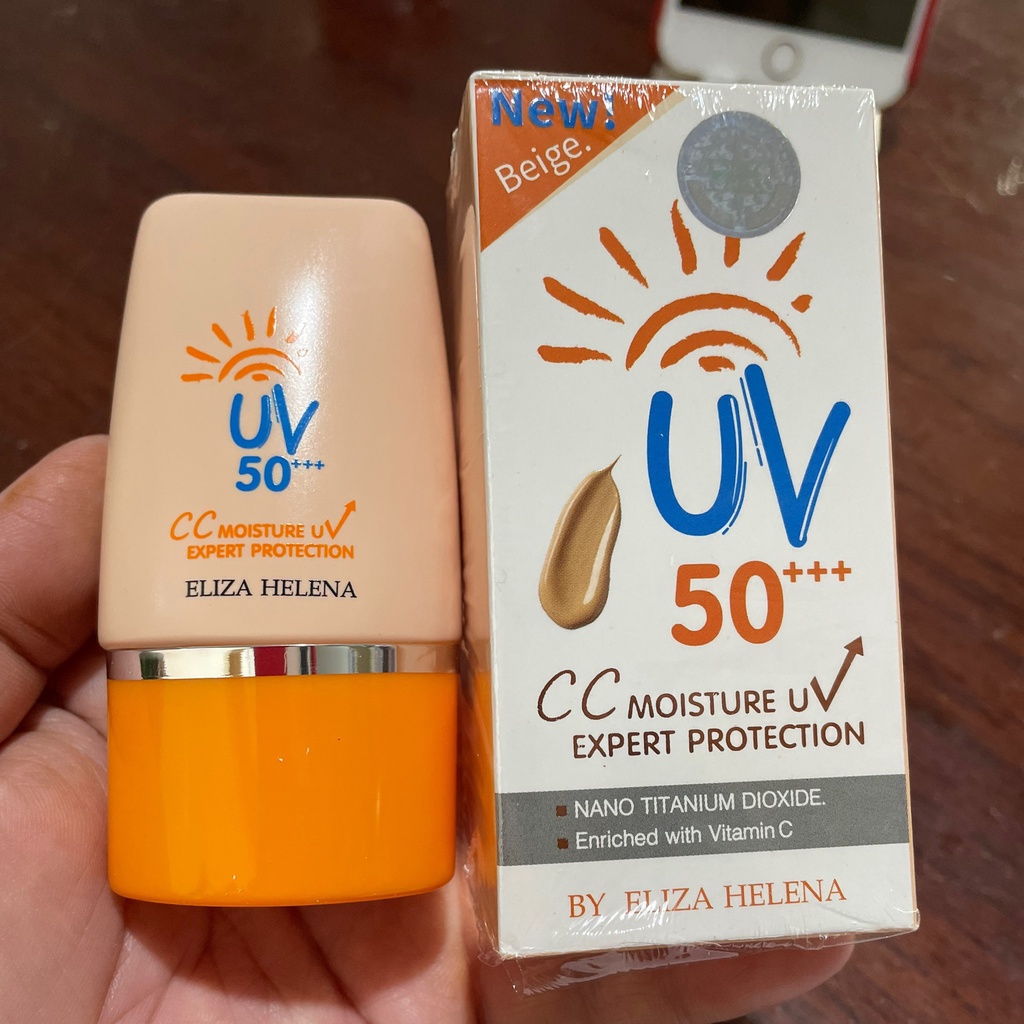 UV
50+++
CC MOISTURE UV
EXPERT PROTECTION
ELIZA HELENA
New!
Beige.
UV
50+++
CC MOISTURE UV
EXPERT PROTECTION
NANO TITANIUM DIOXIDE.
Enriched with Vitamin C
BY ELIZA HELENA